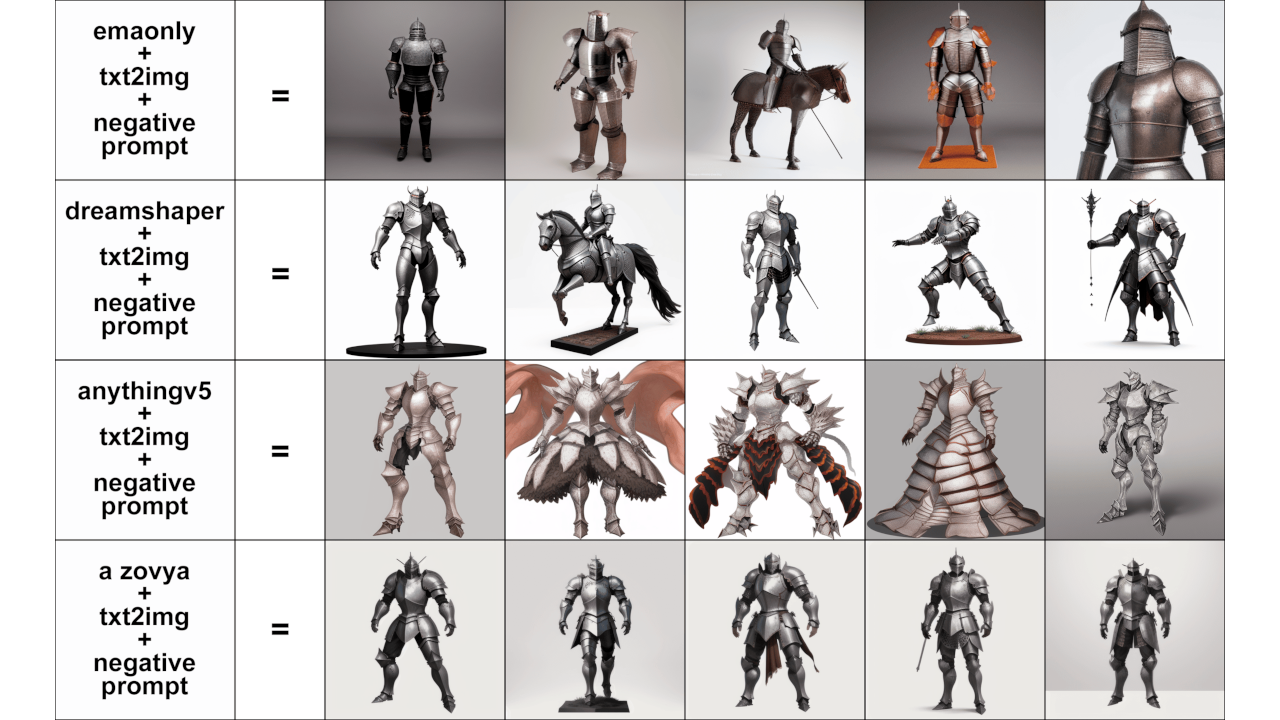 emaonly
+
txt2img
+
negative
prompt
=
dreamshaper
+
txt2img
+
negative
prompt
=
anythingv5
+
txt2img
+
negative
prompt
=
a zovya
+
txt2img
+
negative
prompt
=